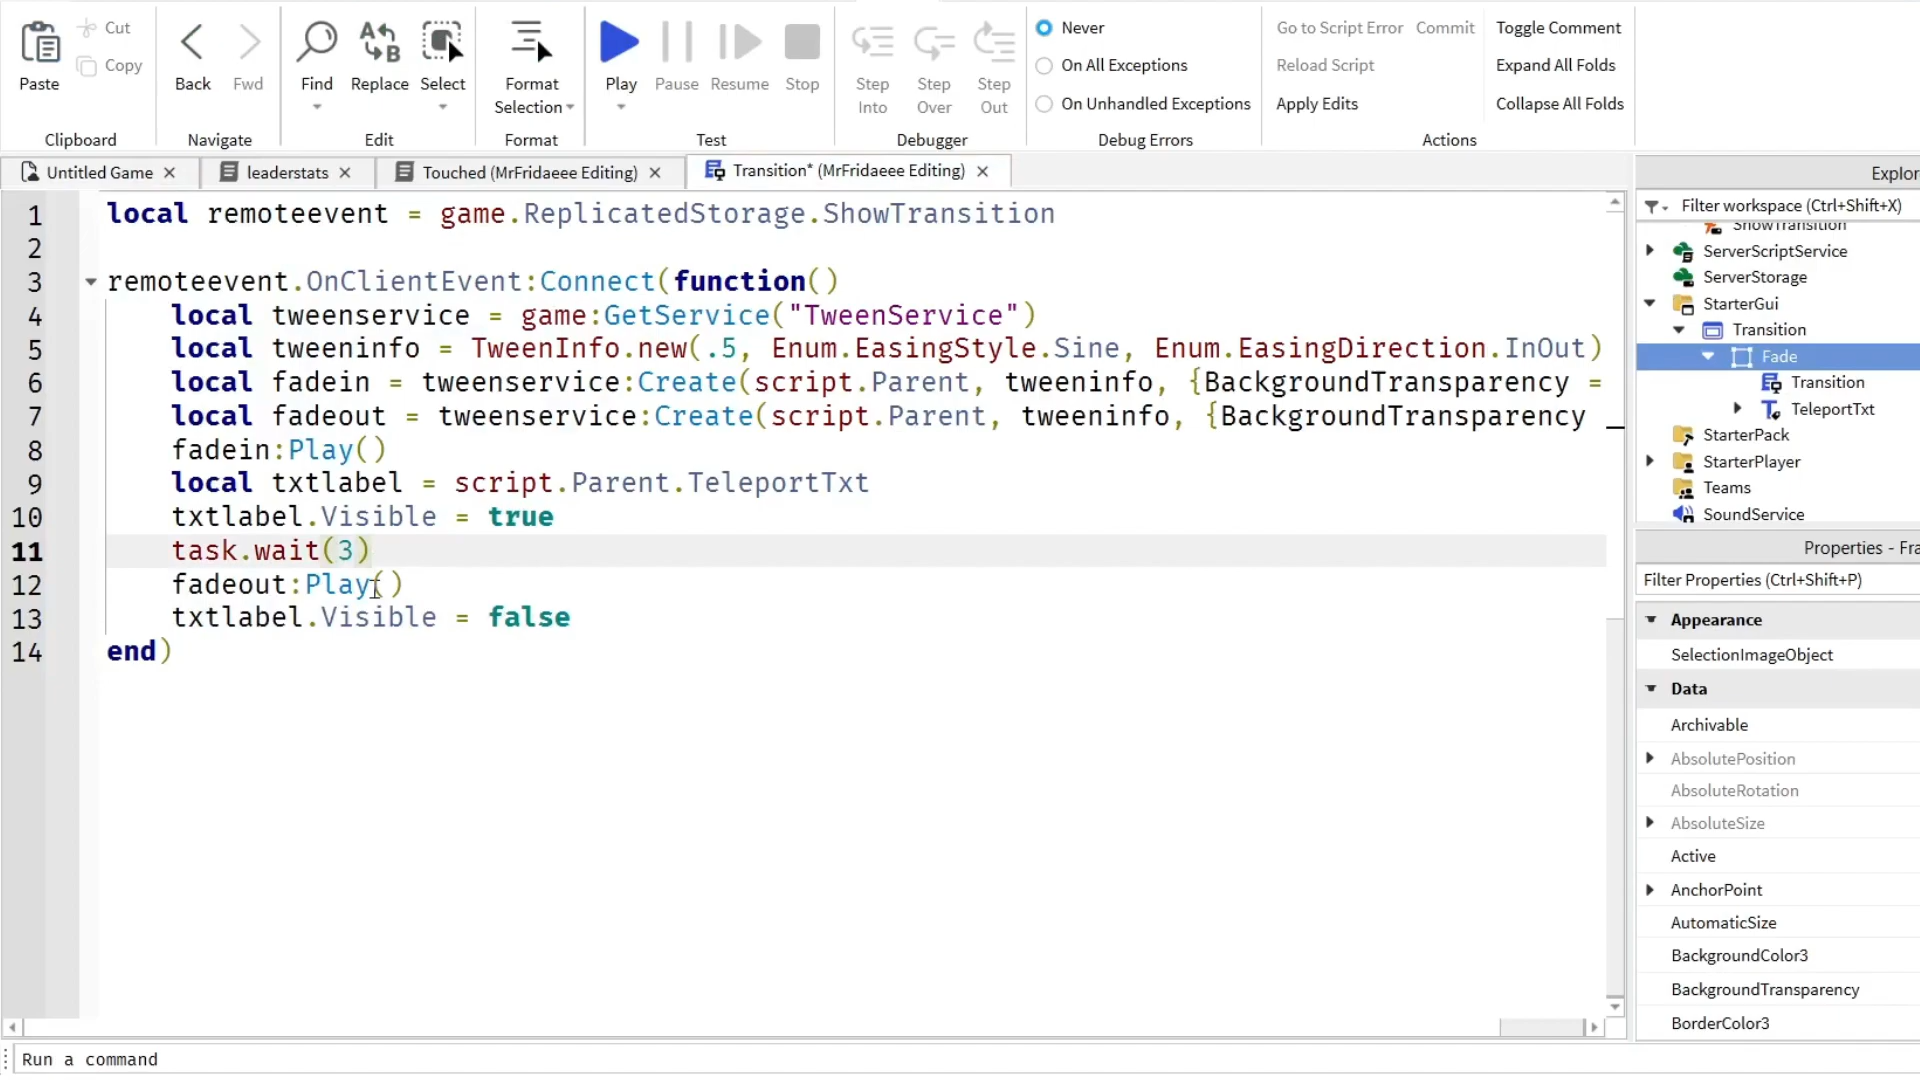 Paste
Cut
Copy
Clipboard
Back
Fwd
Navigate
Find
Replace
Select
Edit
Format
Selection
Format
Play
Pause
Resume
Stop
Test
Step
Into
Step
Over
Step
Out
Debugger
Never
On All Exceptions
On Unhandled Exceptions
Debug Errors
Go to Script Error
Commit
Reload Script
Apply Edits
Toggle Comment
Expand All Folds
Collapse All Folds
Actions
Untitled Game
leaderstats
Touched (MrFridaeee Editing)
Transition* (MrFridaeee Editing)
1 local remoteevent = game.ReplicatedStorage.ShowTransition
2
3 remoteevent.OnClientEvent:Connect(function()
4 local tweenservice = game:GetService("TweenService")
5 local tweeninfo = TweenInfo.new(.5, Enum.EasingStyle.Sine, Enum.EasingDirection.InOut)
6 local fadein = tweenservice:Create(script.Parent, tweeninfo, {BackgroundTransparency =
7 local fadeout = tweenservice:Create(script.Parent, tweeninfo, {BackgroundTransparency
8 fadein:Play()
9 local txtlabel = script.Parent.TeleportTxt
10 txtlabel.Visible = true
11 task.wait(3)
12 fadeout:Play()
13 txtlabel.Visible = false
14 end)
Run a command
Explor
Filter workspace (Ctrl+Shift+X)
ShowTransition
ServerScriptService
ServerStorage
StarterGui
Transition
Fade
Transition
TeleportTxt
StarterPack
StarterPlayer
Teams
SoundService
Properties - Fra
Filter Properties (Ctrl+Shift+P)
Appearance
SelectionImageObject
Data
Archivable
AbsolutePosition
AbsoluteRotation
AbsoluteSize
Active
AnchorPoint
AutomaticSize
BackgroundColor3
BackgroundTransparency
BorderColor3